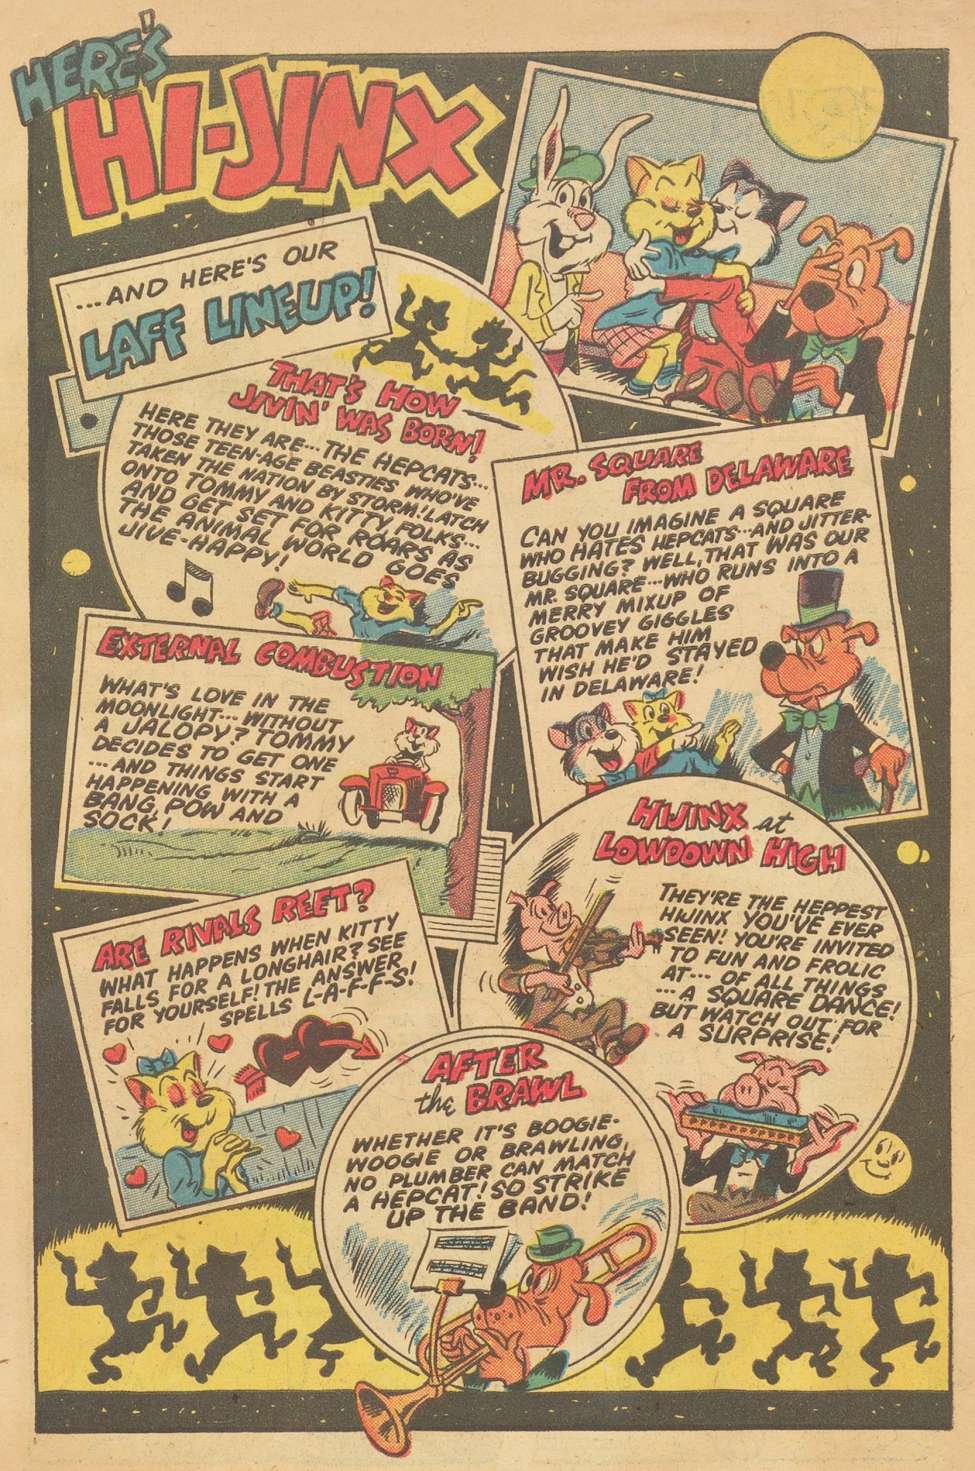 HERE'S
HI-JINX
...AND HERE'S OUR
LAFF LINEUP!
THAT'S HOW
JIVIN' WAS BORN!
HERE THEY ARE...THE HEPCATS...
THOSE TEEN-AGE BEASTIES WHO'VE
TAKEN THE NATION BY STORM! LATCH
ONTO TOMMY AND KITTY, FOLKS...
AND GET SET FOR ROARS AS
THE ANIMAL WORLD GOES
JIVE-HAPPY!
MR. SQUARE
FROM DELAWARE
CAN YOU IMAGINE A SQUARE
WHO HATES HEPCATS...AND JITTER-
BUGGING? WELL, THAT WAS OUR
MR. SQUARE...WHO RUNS INTO A
MERRY MIXUP OF
GROOVEY GIGGLES
THAT MAKE HIM
WISH HE'D STAYED
IN DELAWARE!
EXTERNAL COMBUSTION
WHAT'S LOVE IN THE
MOONLIGHT...WITHOUT
A JALOPY? TOMMY
DECIDES TO GET ONE
...AND THINGS START
HAPPENING WITH A
BANG, POW AND
SOCK!
HIJINX at
LOWDOWN HIGH
THEY'RE THE HEPPEST
HIJINX YOU'VE EVER
SEEN! YOU'RE INVITED
TO FUN AND FROLIC
AT... OF ALL THINGS
...A SQUARE DANCE!
BUT WATCH OUT FOR
A SURPRISE!
ARE RIVALS REET?
WHAT HAPPENS WHEN KITTY
FALLS FOR A LONGHAIR? SEE
FOR YOURSELF! THE ANSWER
SPELLS L-A-F-F-S!
AFTER
the BRAWL
WHETHER IT'S BOOGIE-
WOOGIE OR BRAWLING,
NO PLUMBER CAN MATCH
A HEPCAT! SO STRIKE
UP THE BAND!